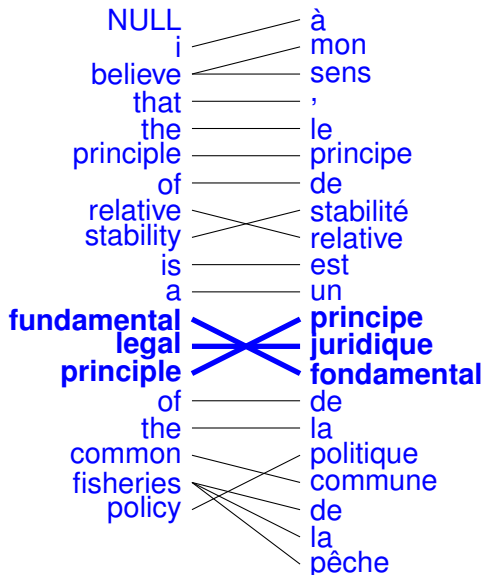 NULL à
i mon
believe sens
that ,
the le
principle principe
of de
relative stabilité
stability relative
is est
a un
fundamental principe
legal juridique
principle fondamental
of de
the la
common politique
fisheries commune
policy de
la
pêche